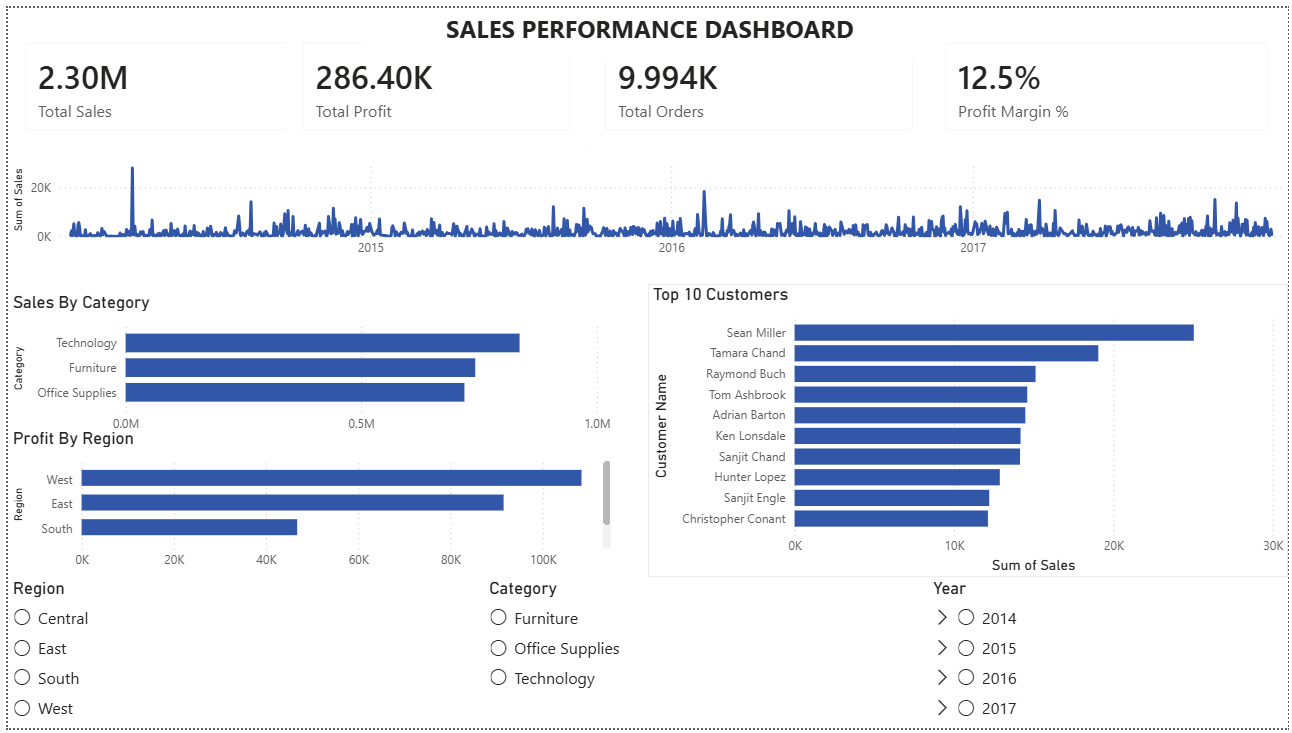 SALES PERFORMANCE DASHBOARD
2.30M
Total Sales
286.40K
Total Profit
9.994K
Total Orders
12.5%
Profit Margin %
Sum of Sales
20K
0K
2015
2016
2017
Sales By Category
Category
Technology
Furniture
Office Supplies
0.0M
0.5M
1.0M
Profit By Region
Region
West
East
South
0K
20K
40K
60K
80K
100K
Top 10 Customers
Customer Name
Sean Miller
Tamara Chand
Raymond Buch
Tom Ashbrook
Adrian Barton
Ken Lonsdale
Sanjit Chand
Hunter Lopez
Sanjit Engle
Christopher Conant
0K
10K
20K
30K
Sum of Sales
Region
Central
East
South
West
Category
Furniture
Office Supplies
Technology
Year
2014
2015
2016
2017